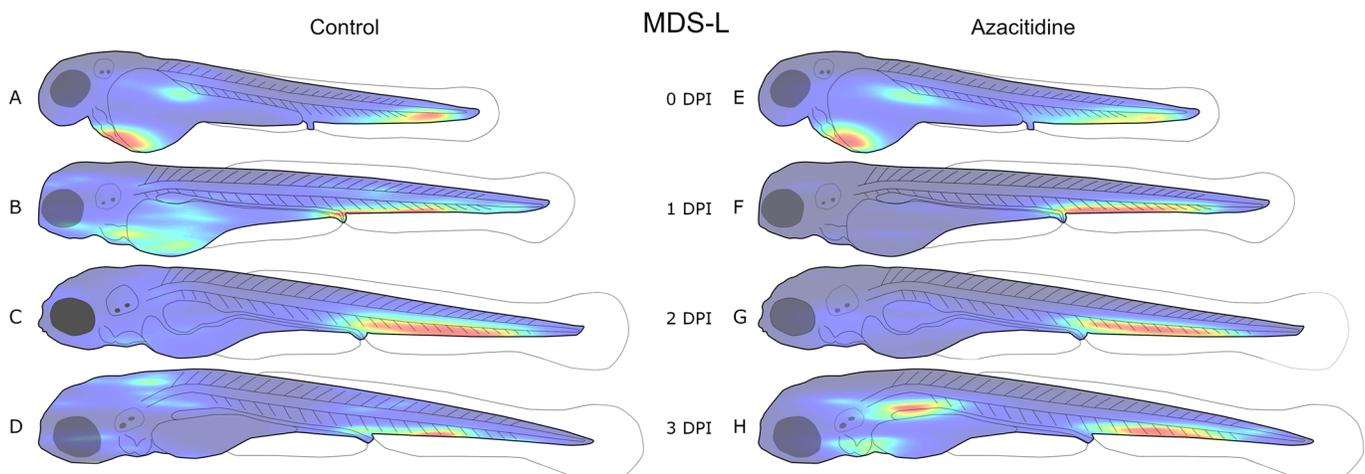 MDS-L
Control
Azacitidine
A
0 DPI
E
B
1 DPI
F
C
2 DPI
G
D
3 DPI
H